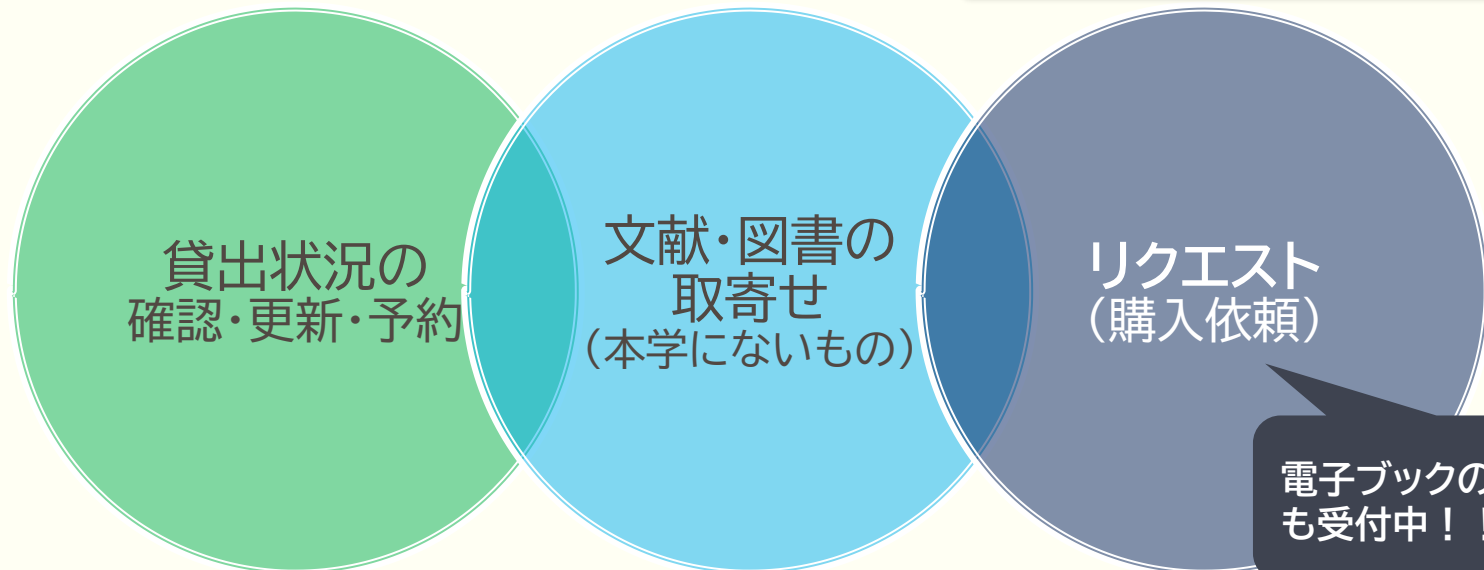 貸出状況の
確認・更新・予約
文献・図書の
取寄せ
（本学にないもの）
リクエスト
（購入依頼）
電子ブックの
も受付中！！